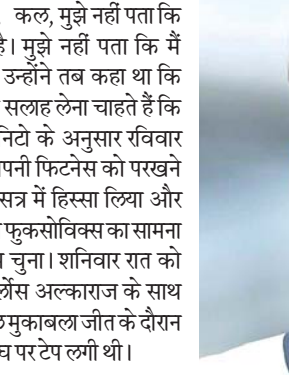 कल, मुझे नहीं पता कि
है। मुझे नहीं पता कि मैं
उन्होंने तब कहा था कि
सलाह लेना चाहते हैं कि
निटो के अनुसार रविवार
पनी फिटनेस को परखने
सत्र में हिस्सा लिया और
फुकसोविक्स का सामना
चुना। शनिवार रात को
र्लोस अल्काराज के साथ
मुकाबला जीत के दौरान
घ पर टेप लगी थी।